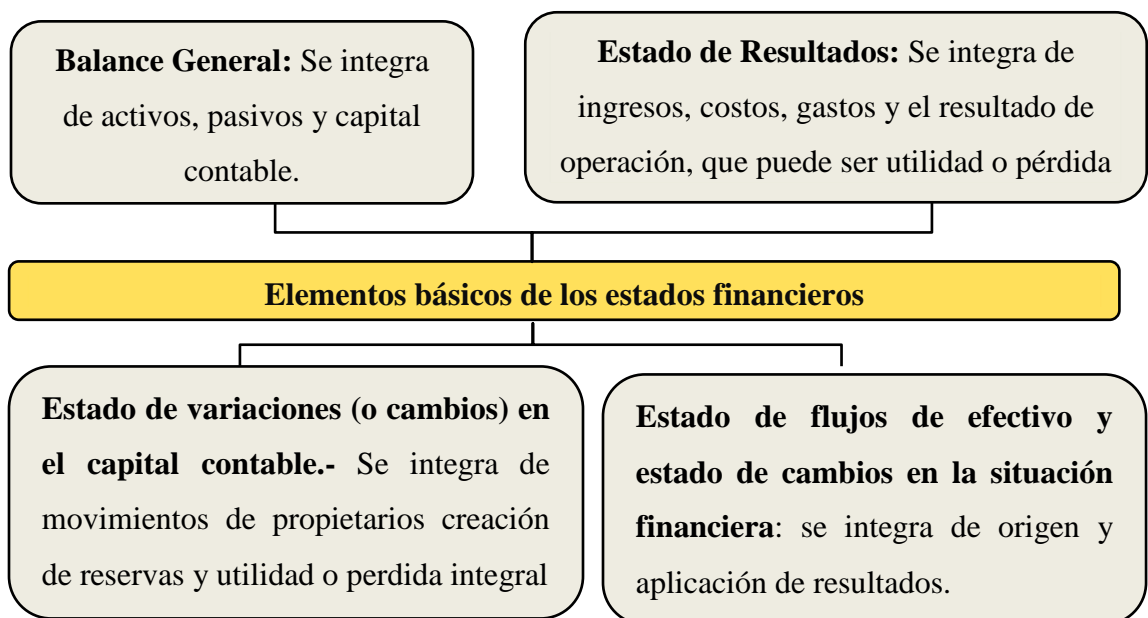 Balance General: Se integra
de activos, pasivos y capital
contable.
Estado de Resultados: Se integra de
ingresos, costos, gastos y el resultado de
operación, que puede ser utilidad o pérdida
Elementos básicos de los estados financieros
Estado de variaciones (o cambios) en
el capital contable.- Se integra de
movimientos de propietarios creación
de reservas y utilidad o perdida integral
Estado de flujos de efectivo y
estado de cambios en la situación
financiera: se integra de origen y
aplicación de resultados.